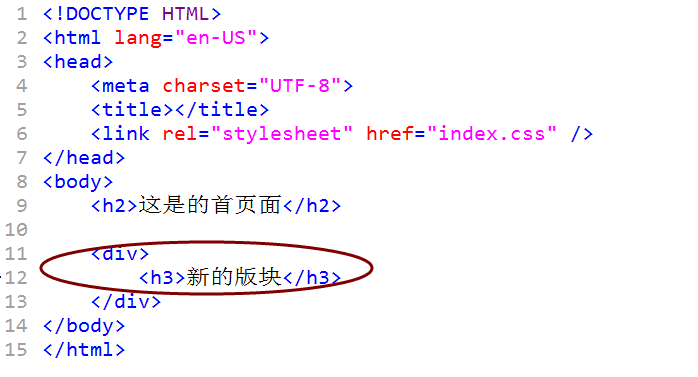 1 <!DOCTYPE HTML>
2 <html lang="en-US">
3 <head>
4     <meta charset="UTF-8">
5     <title></title>
6     <link rel="stylesheet" href="index.css" />
7 </head>
8 <body>
9     <h2>这是的首页面</h2>
10
11     <div>
12         <h3>新的版块</h3>
13     </div>
14 </body>
15 </html>